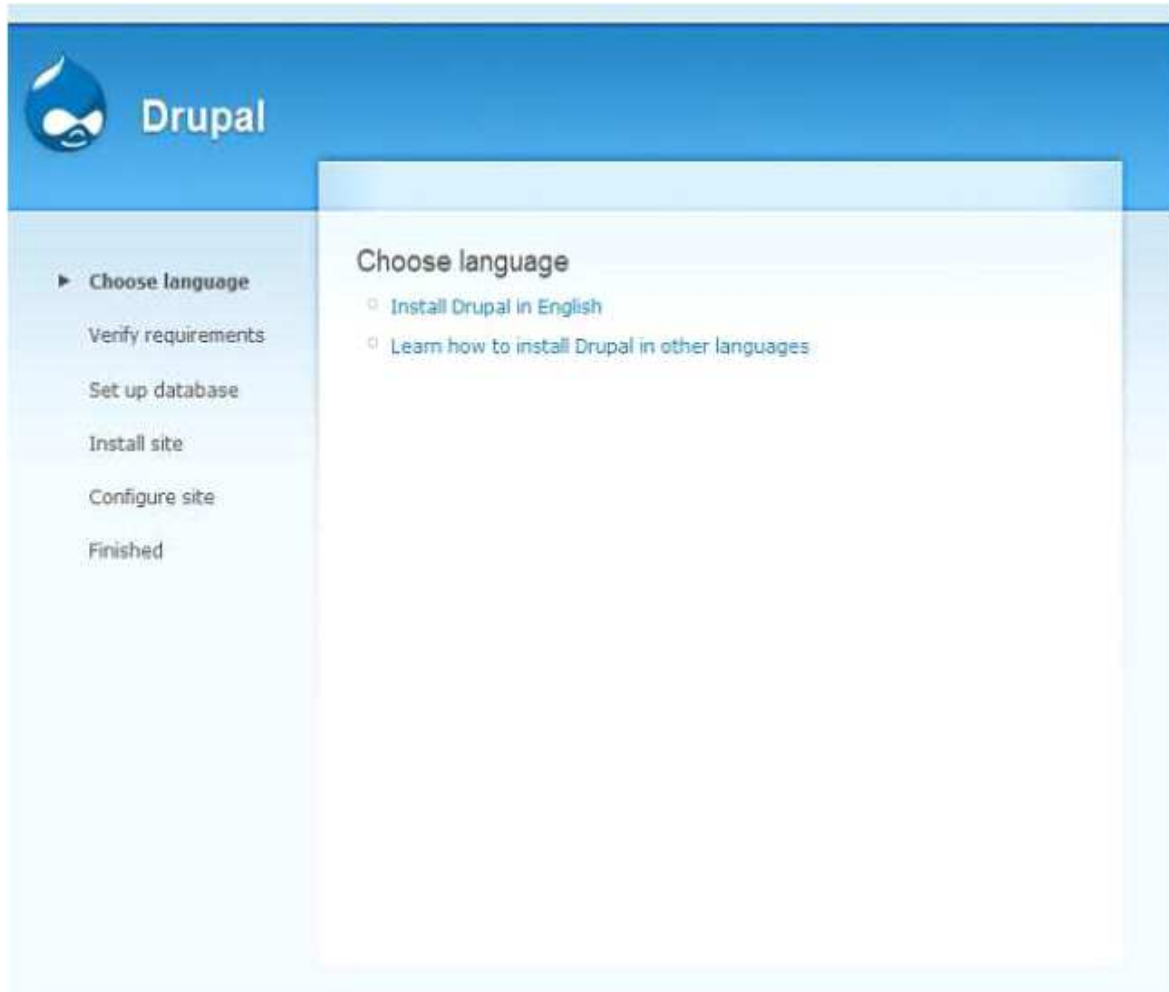 Drupal
Choose language
Verify requirements
Set up database
Install site
Configure site
Finished
Choose language
Install Drupal in English
Learn how to install Drupal in other languages